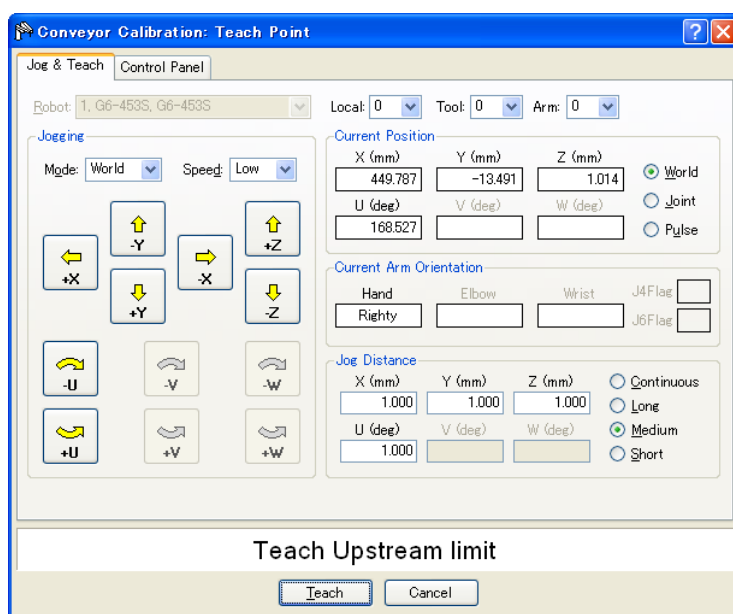 Conveyor Calibration: Teach Point
Jog & Teach Control Panel
Robot: 1, G6-453S, G6-453S Local: 0 Tool: 0 Arm: 0
Jogging
Mode: World Speed: Low
-Y +Z
+X -X
+Y -Z
-U -V -W
+U +V +W
Current Position
X (mm) Y (mm) Z (mm)
449.787 -13.491 1.014 World
U (deg) V (deg) W (deg) Joint
168.527 Pulse
Current Arm Orientation
Hand Elbow Wrist J4Flag
Righty J6Flag
Jog Distance
X (mm) Y (mm) Z (mm) Continuous
1.000 1.000 1.000 Long
U (deg) V (deg) W (deg) Medium
1.000 Short
Teach Upstream limit
Teach Cancel